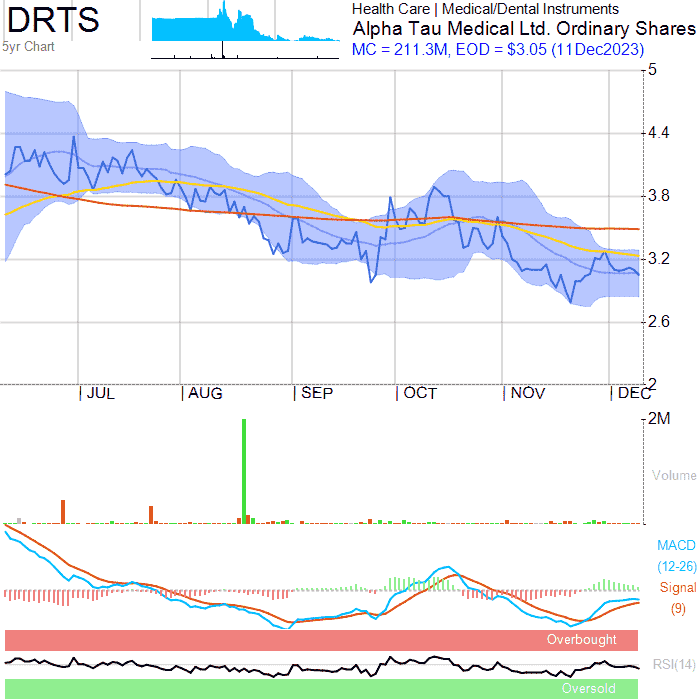 DRTS
5yr Chart
Health Care | Medical/Dental Instruments
Alpha Tau Medical Ltd. Ordinary Shares
MC = 211.3M, EOD = $3.05 (11Dec2023)
5
4.4
3.8
3.2
2.6
2
JUL AUG SEP OCT NOV DEC
2M
Volume
MACD
(12-26)
Signal
(9)
Overbought
RSI(14)
Oversold